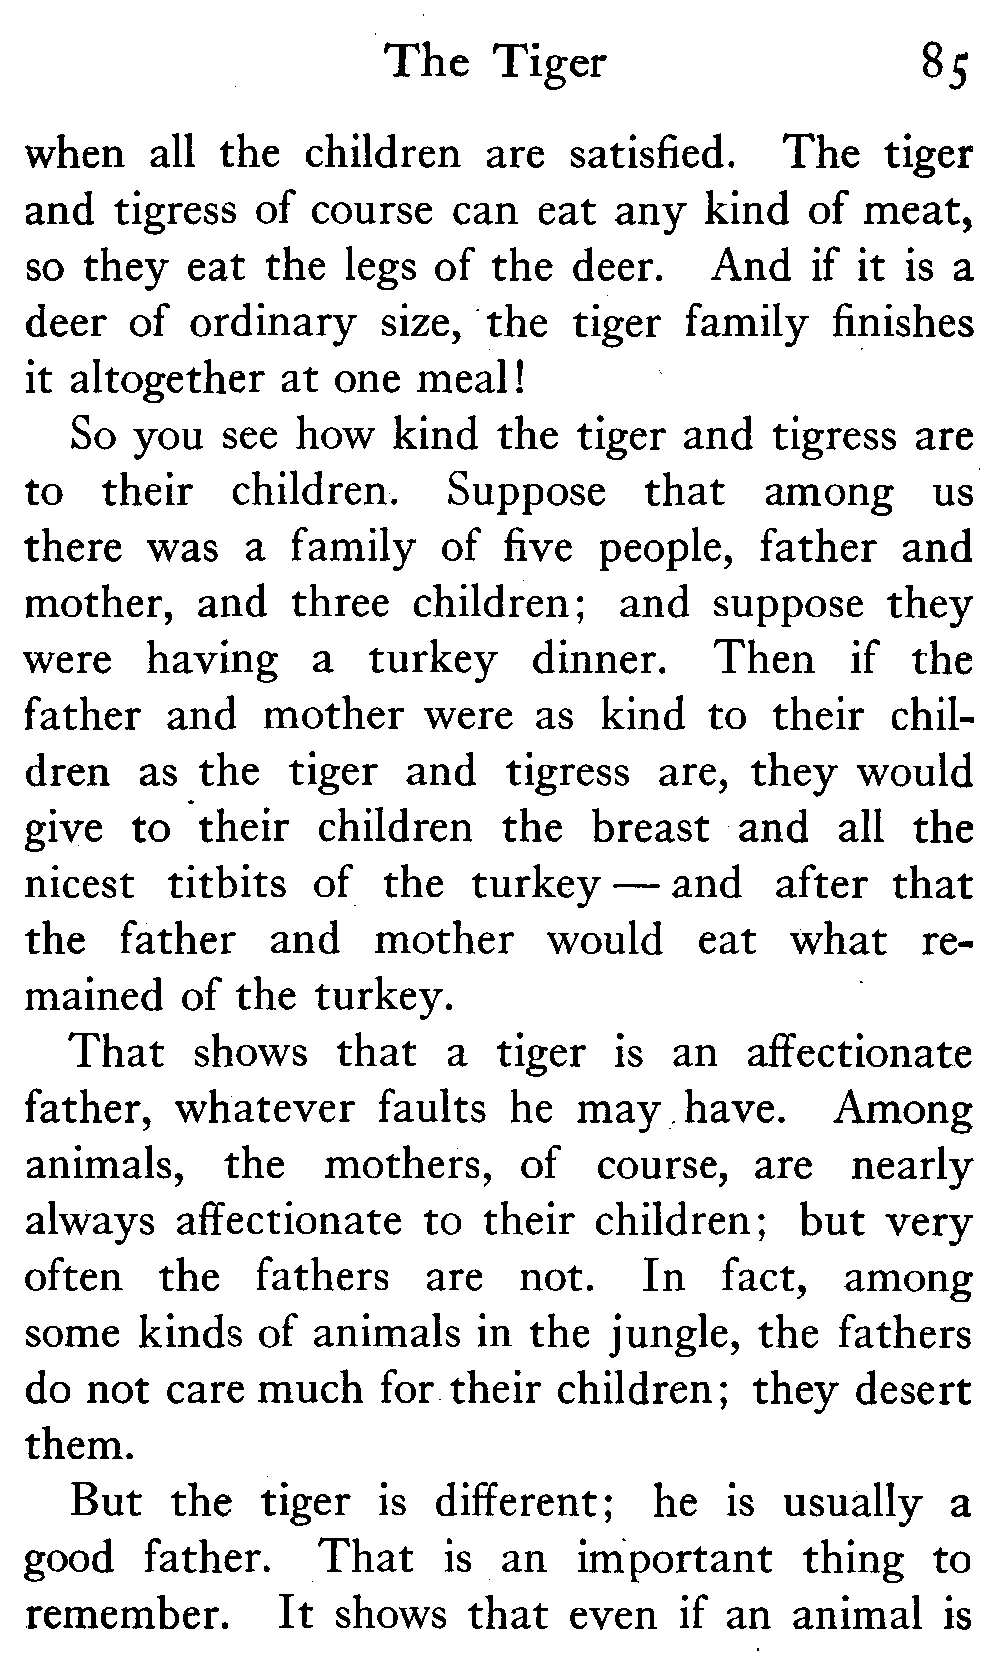 The Tiger 85
when all the children are satisfied. The tiger
and tigress of course can eat any kind of meat,
so they eat the legs of the deer. And if it is a
deer of ordinary size, the tiger family finishes
it altogether at one meal!
So you see how kind the tiger and tigress are
to their children. Suppose that among us
there was a family of five people, father and
mother, and three children; and suppose they
were having a turkey dinner. Then if the
father and mother were as kind to their chil-
dren as the tiger and tigress are, they would
give to their children the breast and all the
nicest titbits of the turkey — and after that
the father and mother would eat what re-
mained of the turkey.
That shows that a tiger is an affectionate
father, whatever faults he may have. Among
animals, the mothers, of course, are nearly
always affectionate to their children; but very
often the fathers are not. In fact, among
some kinds of animals in the jungle, the fathers
do not care much for their children; they desert
them.
But the tiger is different; he is usually a
good father. That is an important thing to
remember. It shows that even if an animal is